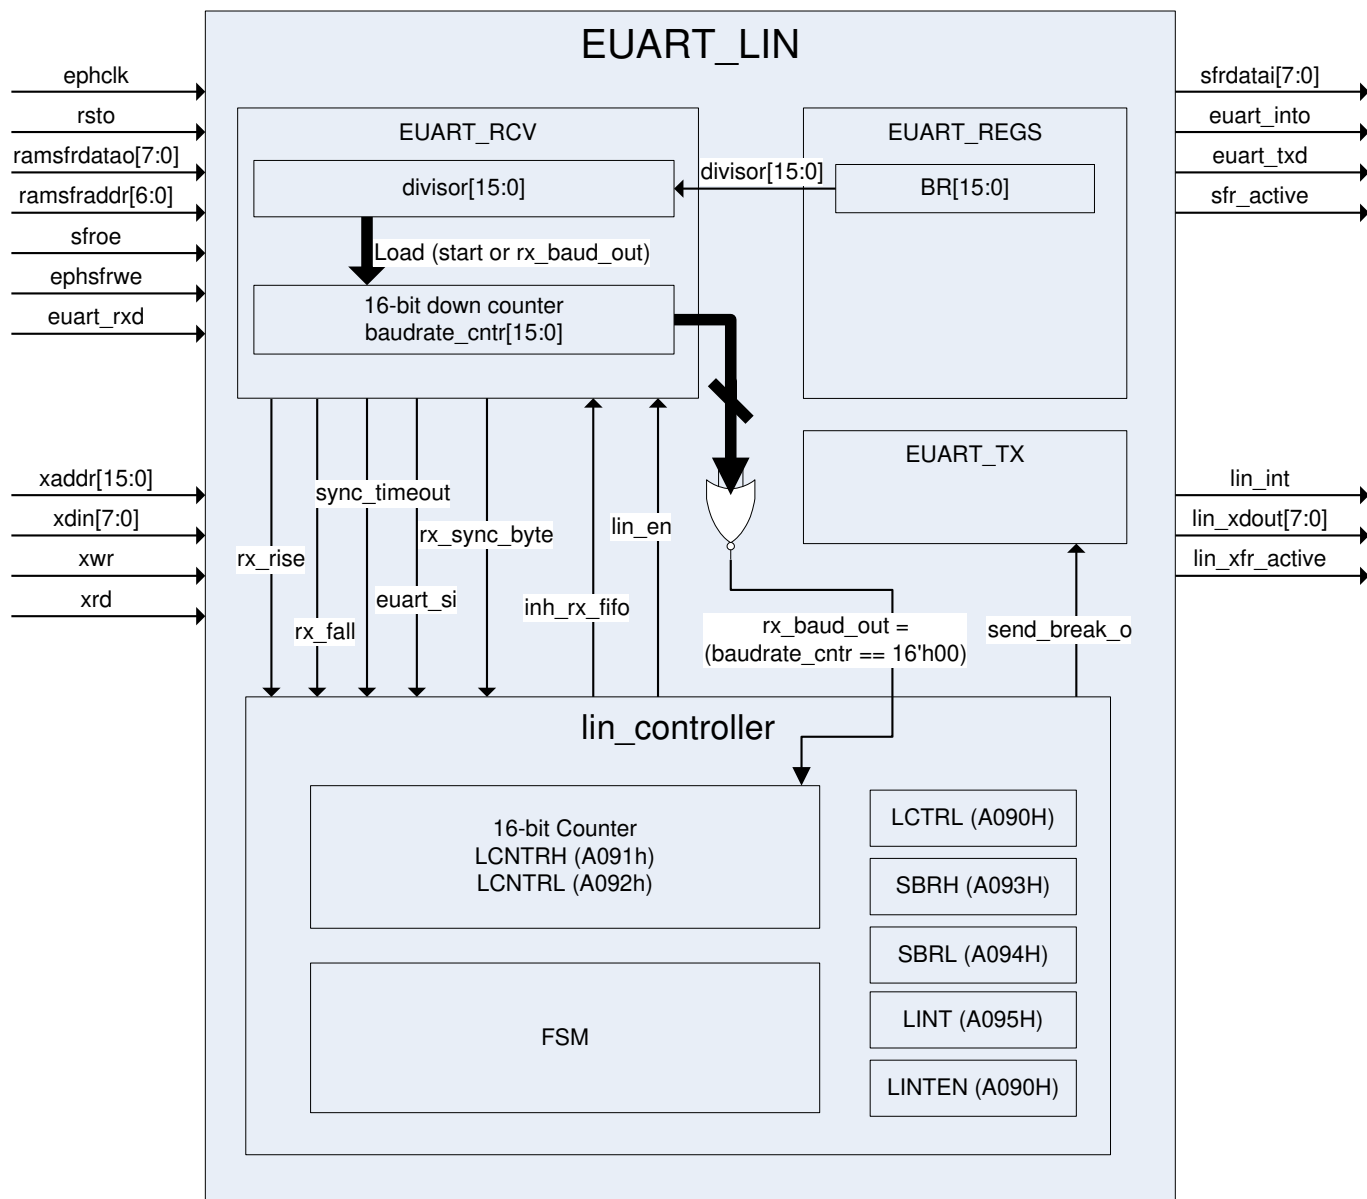 EUART_LIN
ephclk
rsto
ramsfrdatao[7:0]
ramsfraddr[6:0]
sfroe
ephsfrwe
euart_rxd
xaddr[15:0]
xdin[7:0]
xwr
xrd
EUART_RCV
divisor[15:0]
Load (start or rx_baud_out)
16-bit down counter
baudrate_cntr[15:0]
divisor[15:0]
EUART_REGS
BR[15:0]
EUART_TX
sfrdatai[7:0]
euart_into
euart_txd
sfr_active
lin_int
lin_xdout[7:0]
lin_xfr_active
rx_rise
rx_fall
sync_timeout
euart_si
rx_sync_byte
inh_rx_fifo
lin_en
rx_baud_out =
(baudrate_cntr == 16'h00)
send_break_o
lin_controller
16-bit Counter
LCNTRH (A091h)
LCNTRL (A092h)
FSM
LCTRL (A090H)
SBRH (A093H)
SBRL (A094H)
LINT (A095H)
LINTEN (A090H)